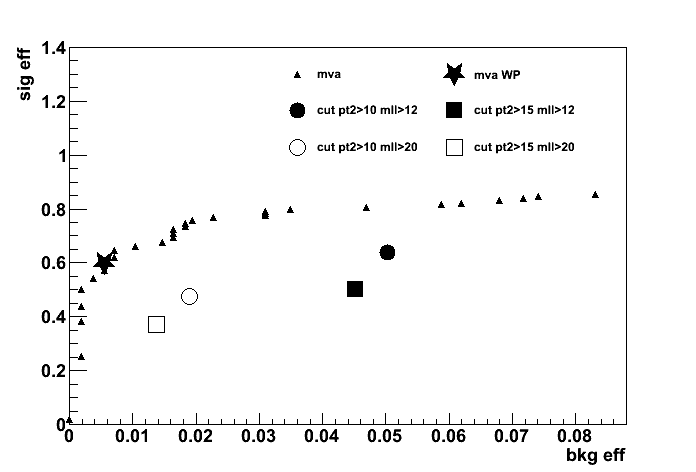 sig eff
1.4
1.2
1
0.8
0.6
0.4
0.2
0
mva
mva WP
cut pt2>10 mll>12
cut pt2>15 mll>12
cut pt2>10 mll>20
cut pt2>15 mll>20
0 0.01 0.02 0.03 0.04 0.05 0.06 0.07 0.08
bkg eff